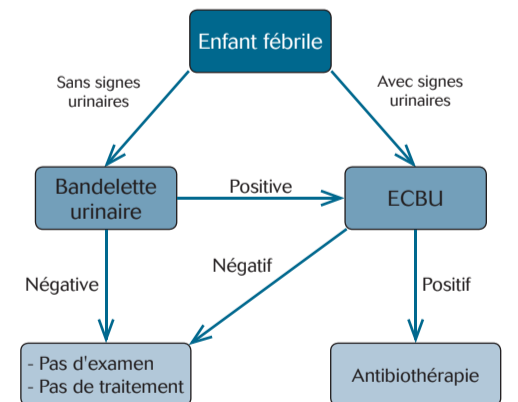 Enfant fébrile
Sans signes
urinaires
Avec signes
urinaires
Bandelette
urinaire
Positive
ECBU
Négative
Négatif
Positif
- Pas d'examen
- Pas de traitement
Antibiothérapie